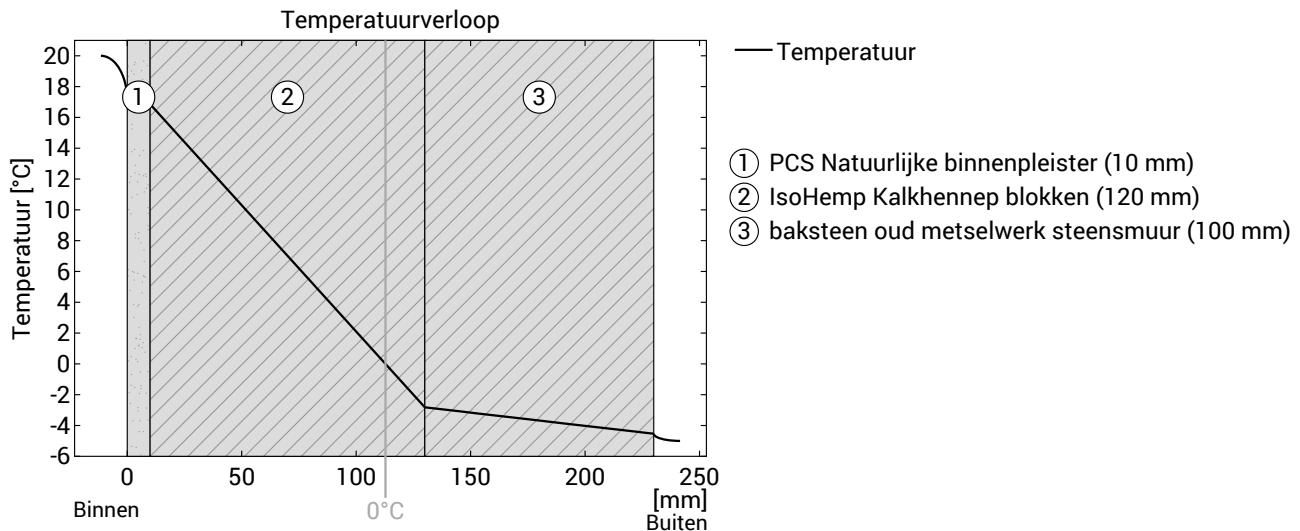 Temperatuurverloop
Temperatuur [°C]
20
18
16
14
12
10
8
6
4
2
0
-2
-4
-6
1
2
3
0
50
100
150
200
250
[mm]
Binnen
0°C
Buiten
Temperatuur
1 PCS Natuurlijke binnenpleister (10 mm)
2 IsoHemp Kalkhennep blokken (120 mm)
3 baksteen oud metselwerk steensmuur (100 mm)